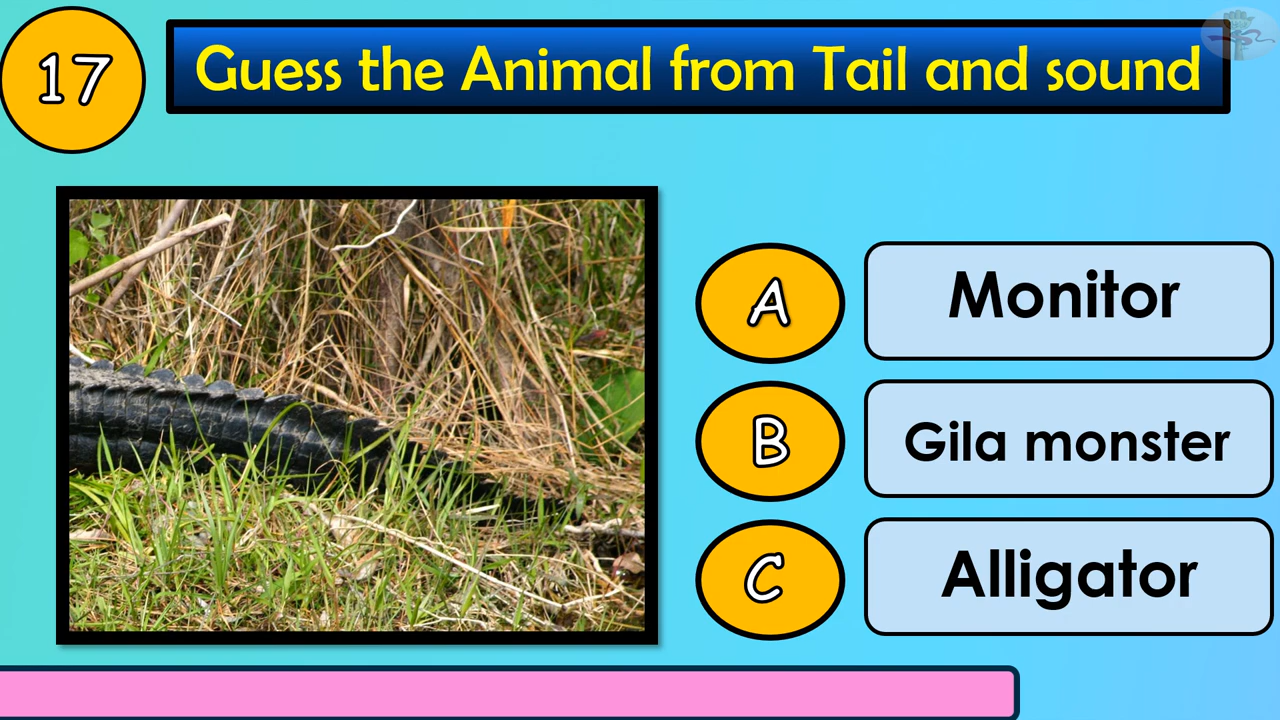 17
Guess the Animal from Tail and sound
A
Monitor
B
Gila monster
C
Alligator